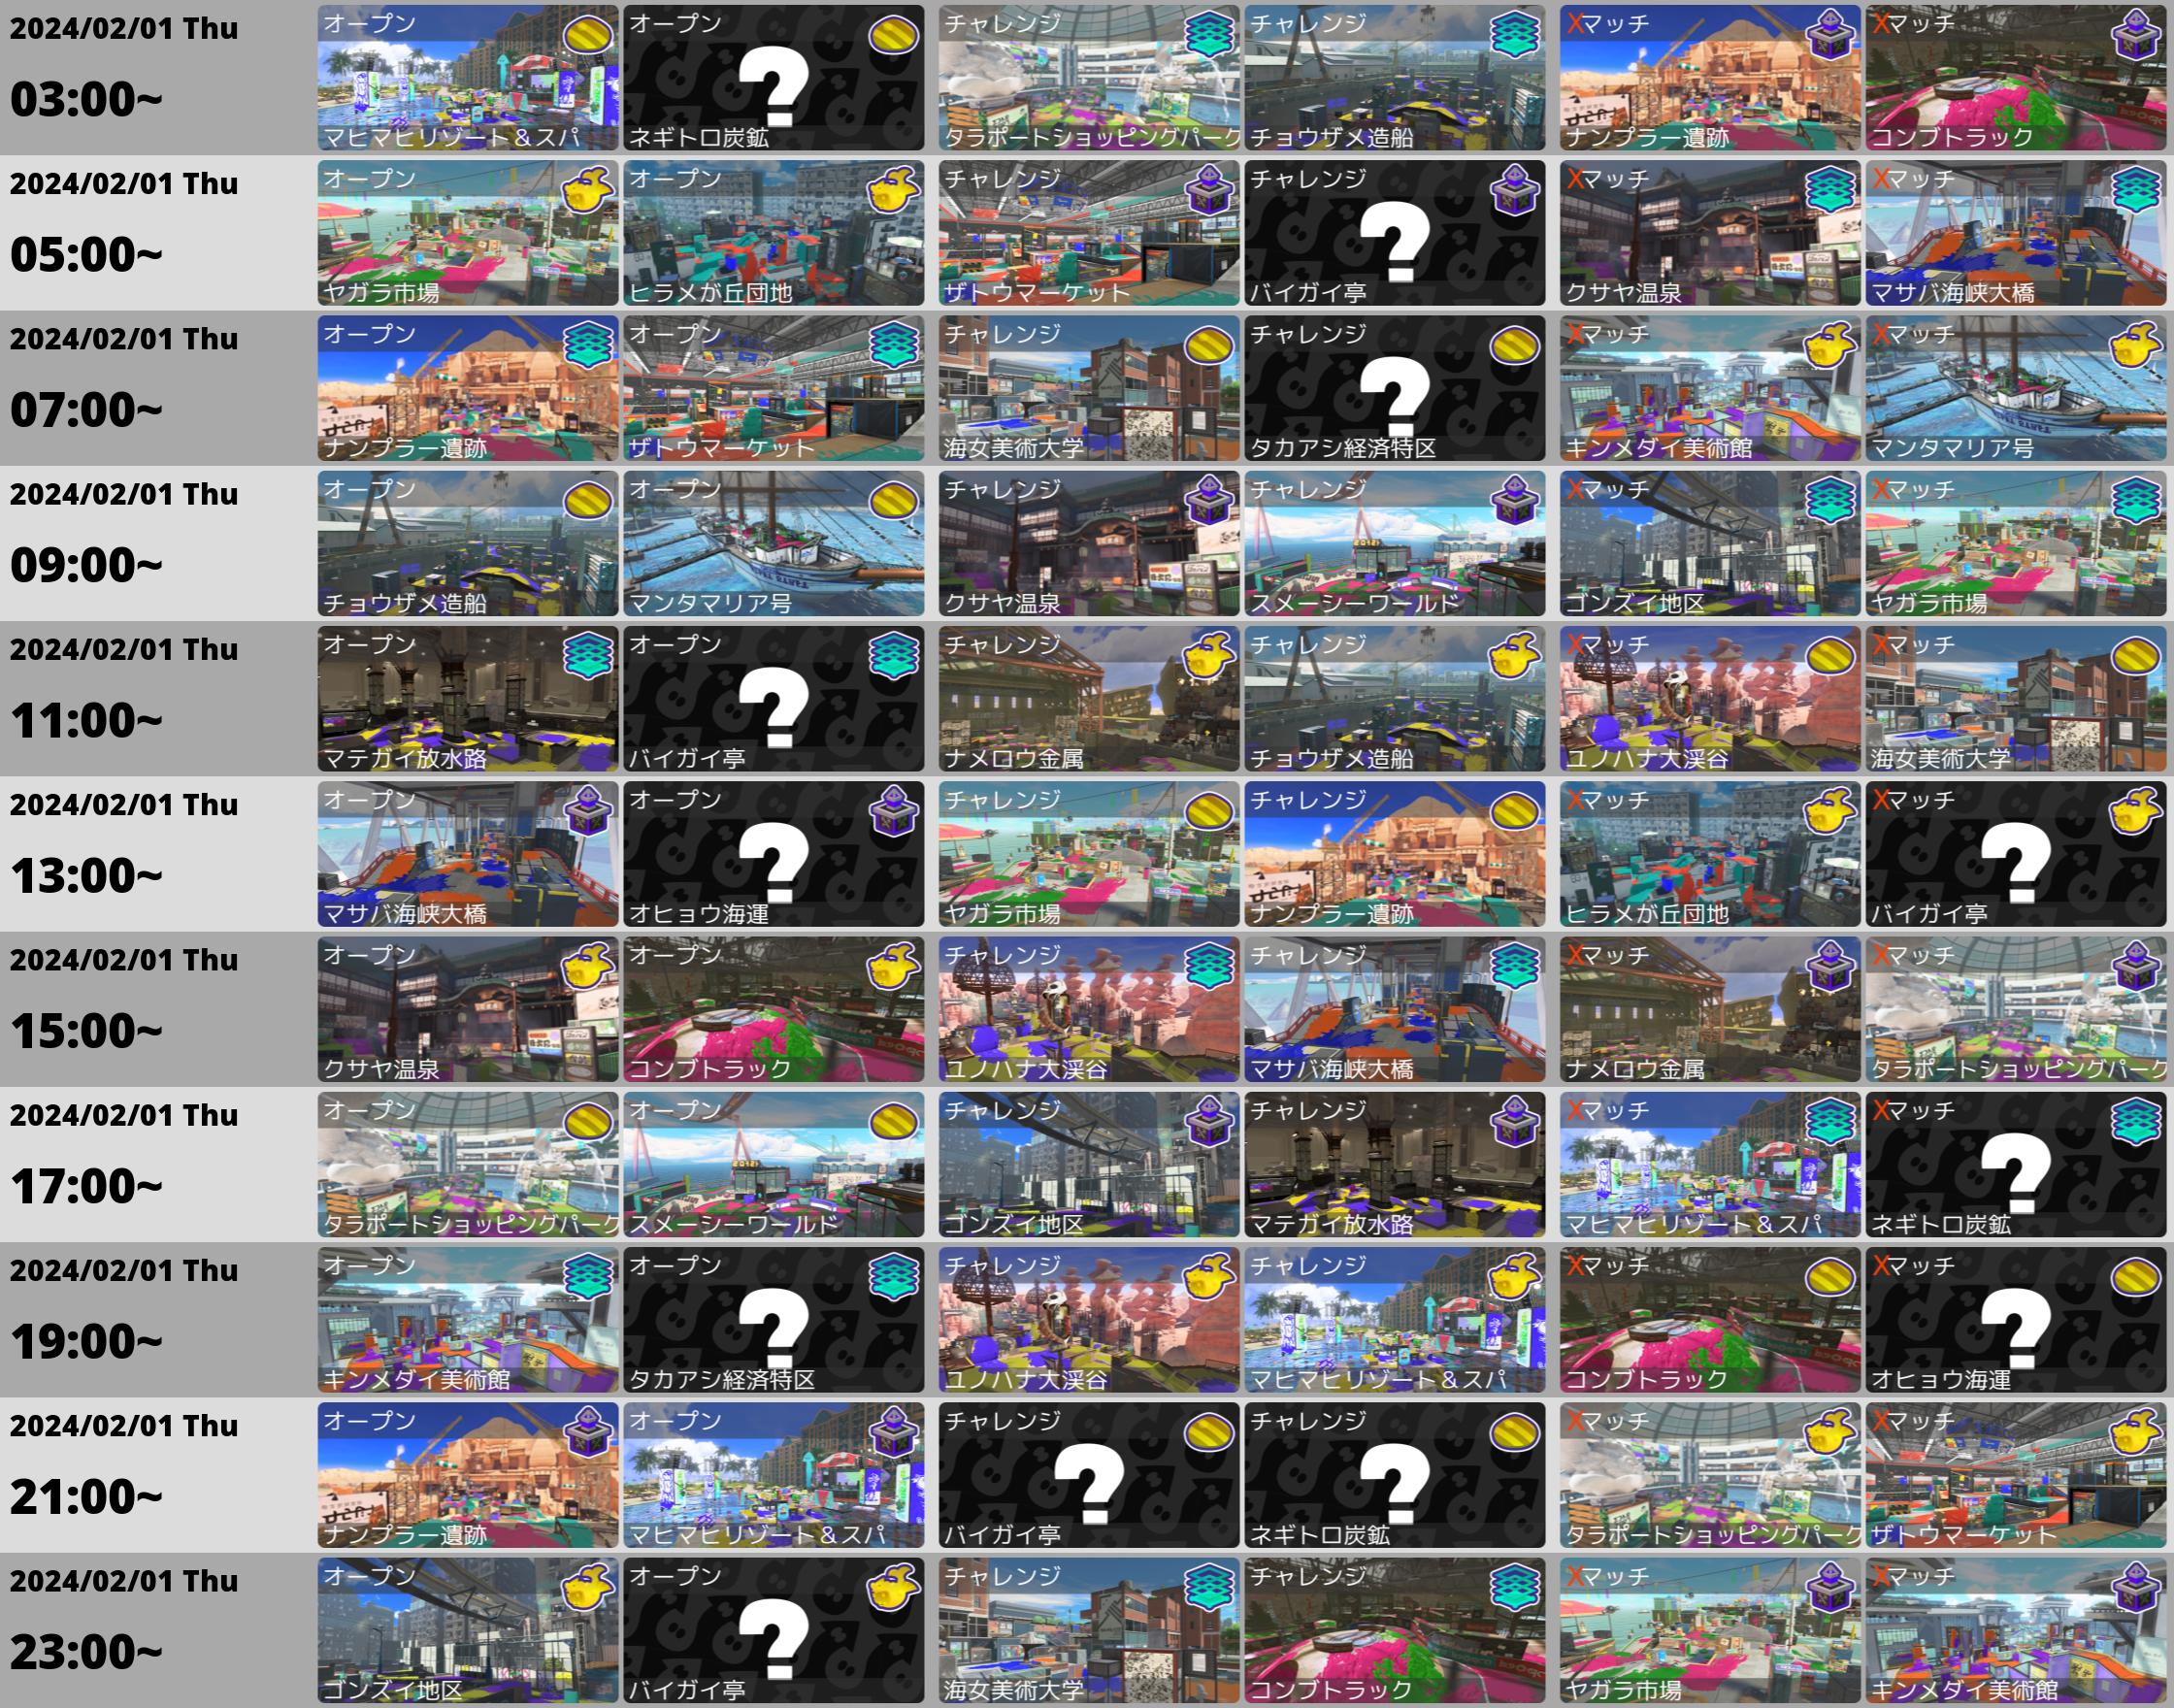 2024/02/01 Thu
03:00~
オープン
マヒマヒリゾート＆スパ
オープン
ネギトロ炭鉱
チャレンジ
タラポートショッピングパーク
チャレンジ
チョウザメ造船
Xマッチ
ナンプラー遺跡
Xマッチ
コンブトラック
2024/02/01 Thu
05:00~
オープン
ヤガラ市場
オープン
ヒラメが丘団地
チャレンジ
ザトウマーケット
チャレンジ
バイガイ亭
Xマッチ
クサヤ温泉
Xマッチ
マサバ海峡大橋
2024/02/01 Thu
07:00~
オープン
ナンプラー遺跡
オープン
ザトウマーケット
チャレンジ
海女美術大学
チャレンジ
タカアシ経済特区
Xマッチ
キンメダイ美術館
Xマッチ
マンタマリア号
2024/02/01 Thu
09:00~
オープン
チョウザメ造船
オープン
マンタマリア号
チャレンジ
クサヤ温泉
チャレンジ
スメーシーワールド
Xマッチ
ゴンズイ地区
Xマッチ
ヤガラ市場
2024/02/01 Thu
11:00~
オープン
マテガイ放水路
オープン
バイガイ亭
チャレンジ
ナメロウ金属
チャレンジ
チョウザメ造船
Xマッチ
ユノハナ大渓谷
Xマッチ
海女美術大学
2024/02/01 Thu
13:00~
オープン
マサバ海峡大橋
オープン
オヒョウ海運
チャレンジ
ヤガラ市場
チャレンジ
ナンプラー遺跡
Xマッチ
ヒラメが丘団地
Xマッチ
バイガイ亭
2024/02/01 Thu
15:00~
オープン
クサヤ温泉
オープン
コンブトラック
チャレンジ
ユノハナ大渓谷
チャレンジ
マサバ海峡大橋
Xマッチ
ナメロウ金属
Xマッチ
タラポートショッピングパーク
2024/02/01 Thu
17:00~
オープン
タラポートショッピングパーク
オープン
スメーシーワールド
チャレンジ
ゴンズイ地区
チャレンジ
マテガイ放水路
Xマッチ
マヒマヒリゾート＆スパ
Xマッチ
ネギトロ炭鉱
2024/02/01 Thu
19:00~
オープン
キンメダイ美術館
オープン
タカアシ経済特区
チャレンジ
ユノハナ大渓谷
チャレンジ
マヒマヒリゾート＆スパ
Xマッチ
コンブトラック
Xマッチ
オヒョウ海運
2024/02/01 Thu
21:00~
オープン
ナンプラー遺跡
オープン
マヒマヒリゾート＆スパ
チャレンジ
バイガイ亭
チャレンジ
ネギトロ炭鉱
Xマッチ
タラポートショッピングパーク
Xマッチ
ザトウマーケット
2024/02/01 Thu
23:00~
オープン
ゴンズイ地区
オープン
バイガイ亭
チャレンジ
海女美術大学
チャレンジ
コンブトラック
Xマッチ
ヤガラ市場
Xマッチ
キンメダイ美術館